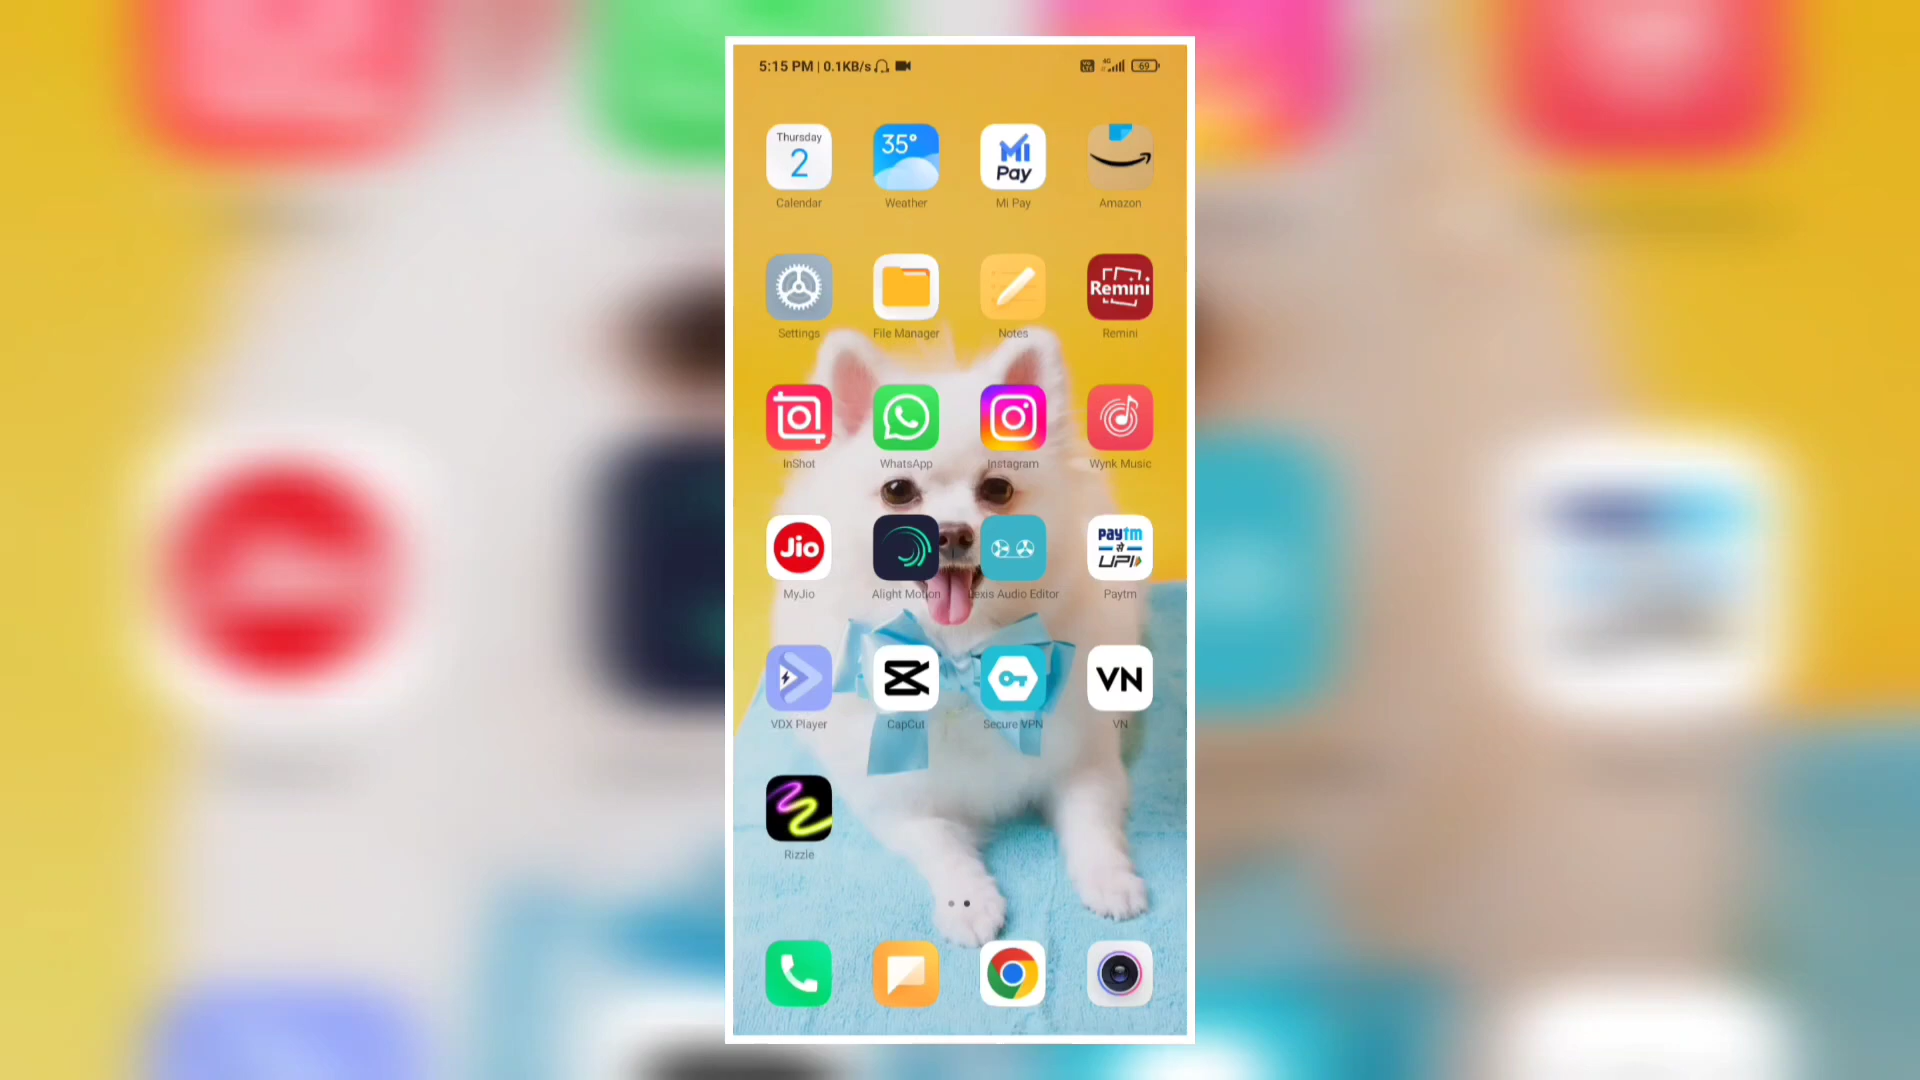 5:15 PM | 0.1KB/s 4G 69
Thursday
2
35°
Mi
Pay
Calendar Weather Mi Pay Amazon
Remini
Settings File Manager Notes Remini
InShot WhatsApp Instagram Wynk Music
Jio
Paytm
से
UPI
MyJio Alight Motion Lexis Audio Editor Paytm
VN
VDX Player CapCut Secure VPN VN
Rizzle